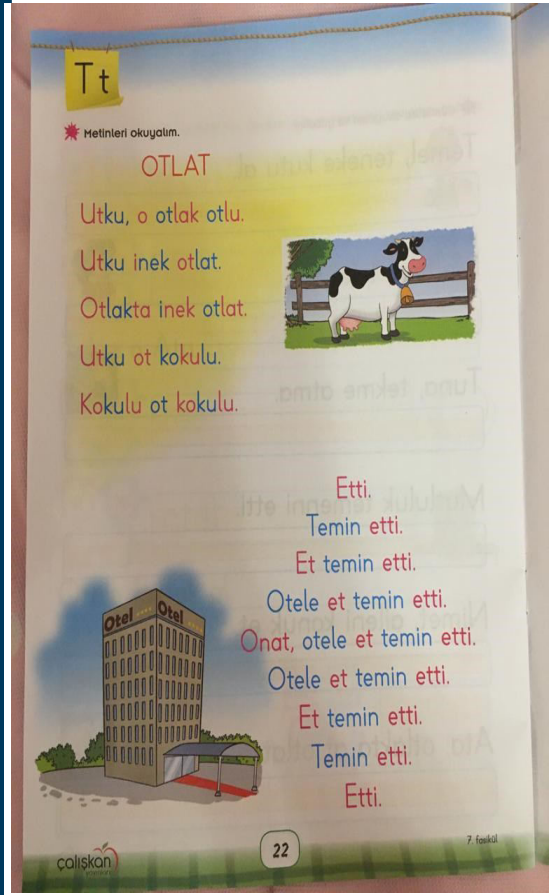 T t
Metinleri okuyalım.
OTLAT
Utku, o otlak otlu.
Utku inek otlat.
Otlakta inek otlat.
Utku ot kokulu.
Kokulu ot kokulu.
Etti.
Temin etti.
Et temin etti.
Otele et temin etti.
Onat, otele et temin etti.
Otele et temin etti.
Et temin etti.
Temin etti.
Etti.
Otel Otel
çalışkan
22
7. fasikül